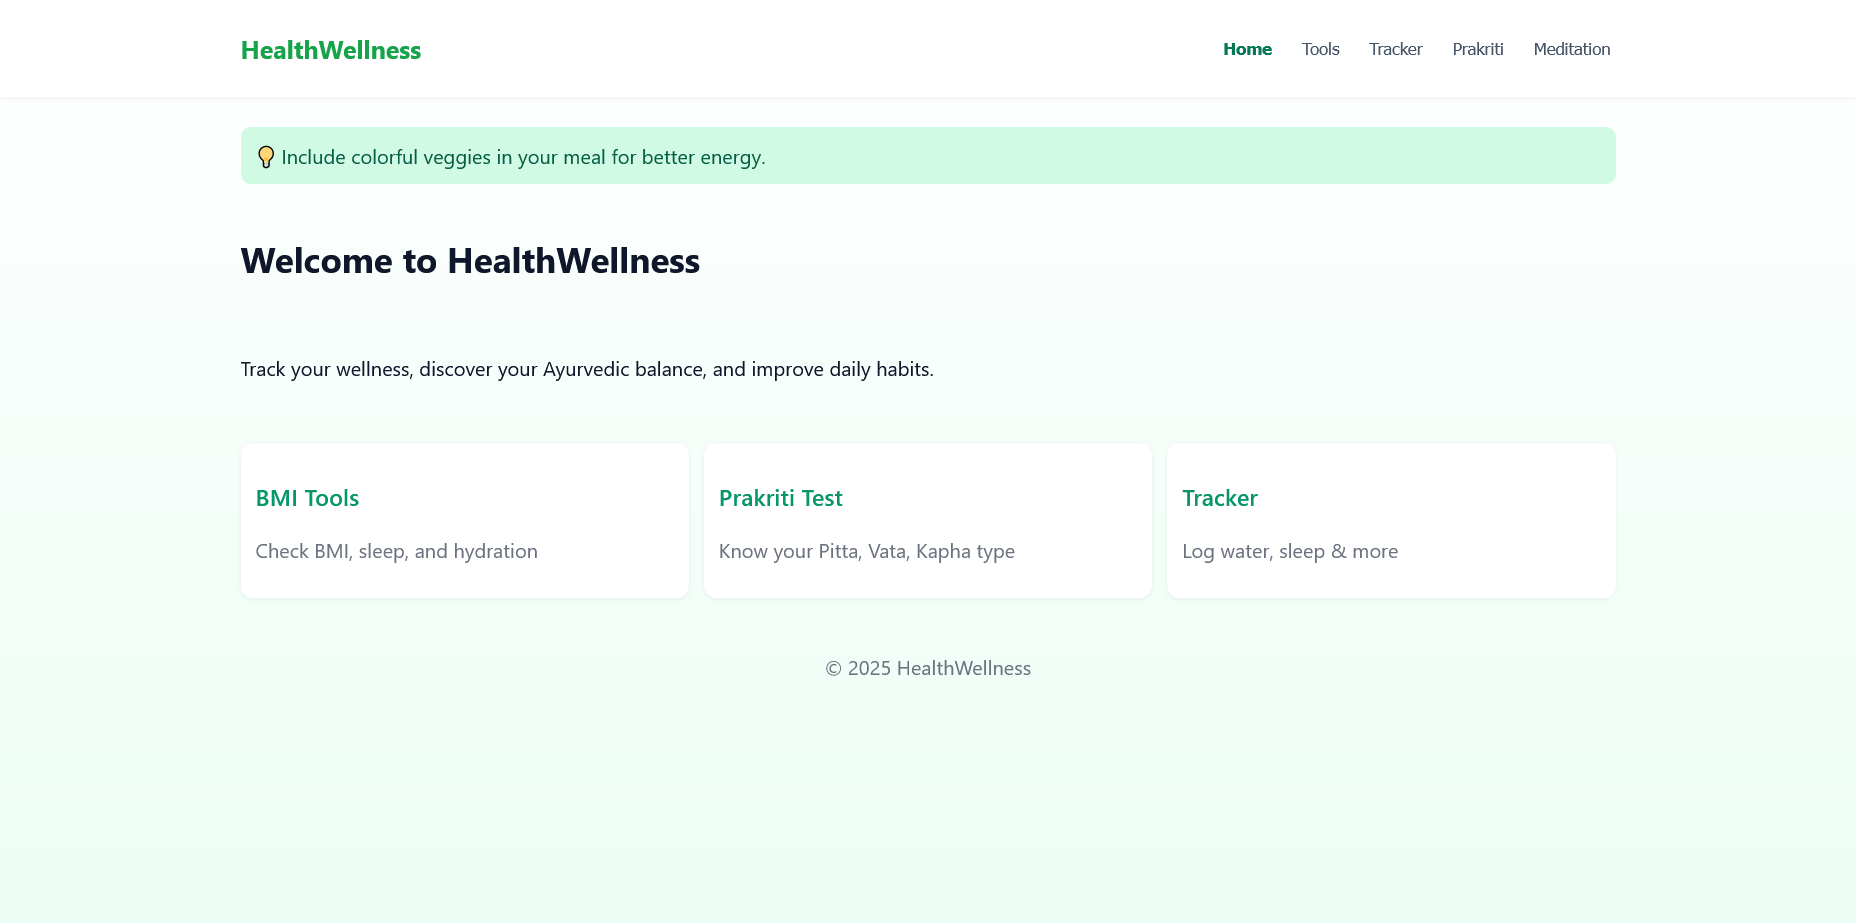 HealthWellness
Home Tools Tracker Prakriti Meditation
💡 Include colorful veggies in your meal for better energy.
Welcome to HealthWellness
Track your wellness, discover your Ayurvedic balance, and improve daily habits.
BMI Tools
Check BMI, sleep, and hydration
Prakriti Test
Know your Pitta, Vata, Kapha type
Tracker
Log water, sleep & more
© 2025 HealthWellness